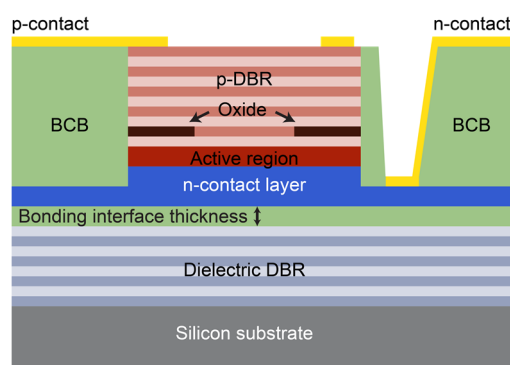 p-contact
n-contact
p-DBR
Oxide
BCB
BCB
Active region
n-contact layer
Bonding interface thickness
Dielectric DBR
Silicon substrate